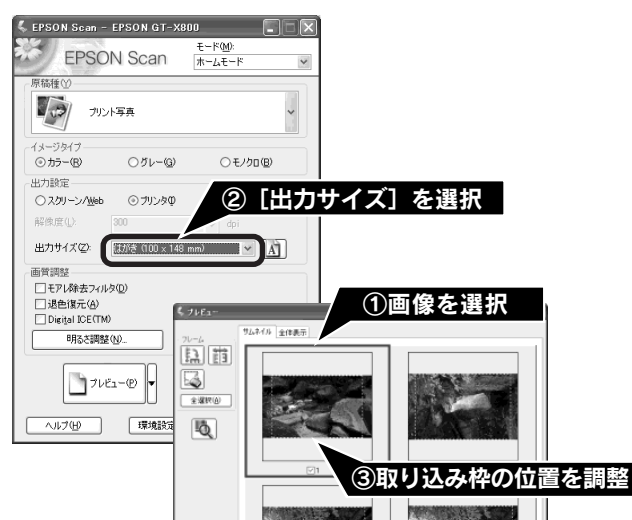 EPSON Scan - EPSON GT-X800
EPSON Scan
モード(M):
ホームモード
原稿種(Y)
プリント写真
イメージタイプ
カラー(R) グレー(G) モノクロ(B)
出力設定
スクリーン/Web プリンタ(I)
② [出力サイズ] を選択
解像度(L): 300 dpi
出力サイズ(Z): はがき (100 x 148 mm)
画質調整
モアレ除去フィルタ(D)
退色復元(A)
Digital ICE(TM)
明るさ調整(N)...
プレビュー(P)
ヘルプ(H) 環境設定
プレビュー
①画像を選択
フレーム
サムネイル 全体表示
全選択(A)
1
③取り込み枠の位置を調整